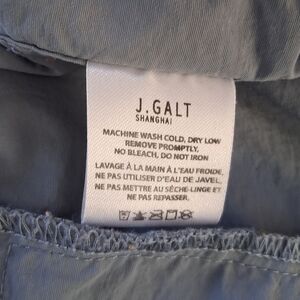 J.GALT
SHANGHAI
MACHINE WASH COLD, DRY LOW
REMOVE PROMPTLY,
NO BLEACH, DO NOT IRON
LAVAGE À LA MAIN À L'EAU FROIDE,
NE PAS UTILISER D'EAU DE JAVEL,
NE PAS METTRE AU SÈCHE-LINGE ET
NE PAS REPASSER.